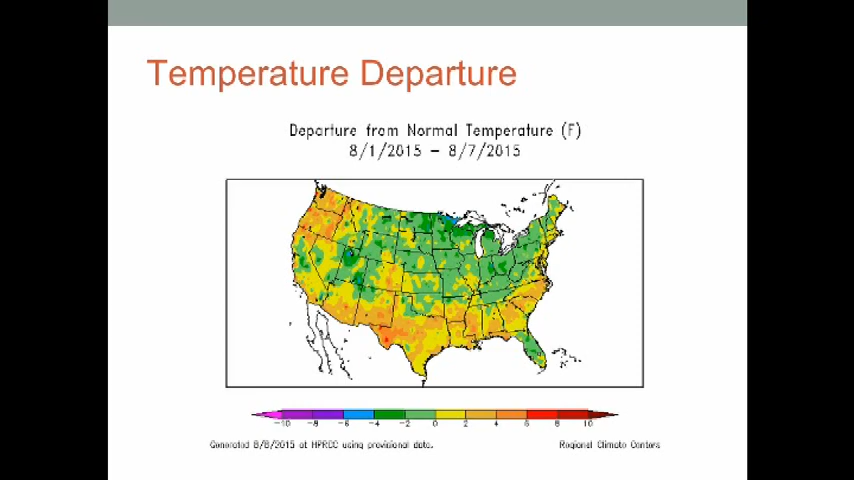 Temperature Departure
Departure from Normal Temperature (F)
8/1/2015 - 8/7/2015
-10 -8 -6 -4 -2 0 2 4 6 8 10
Generated 8/8/2015 at HPRCC using provisional data.
Regional Climate Centers